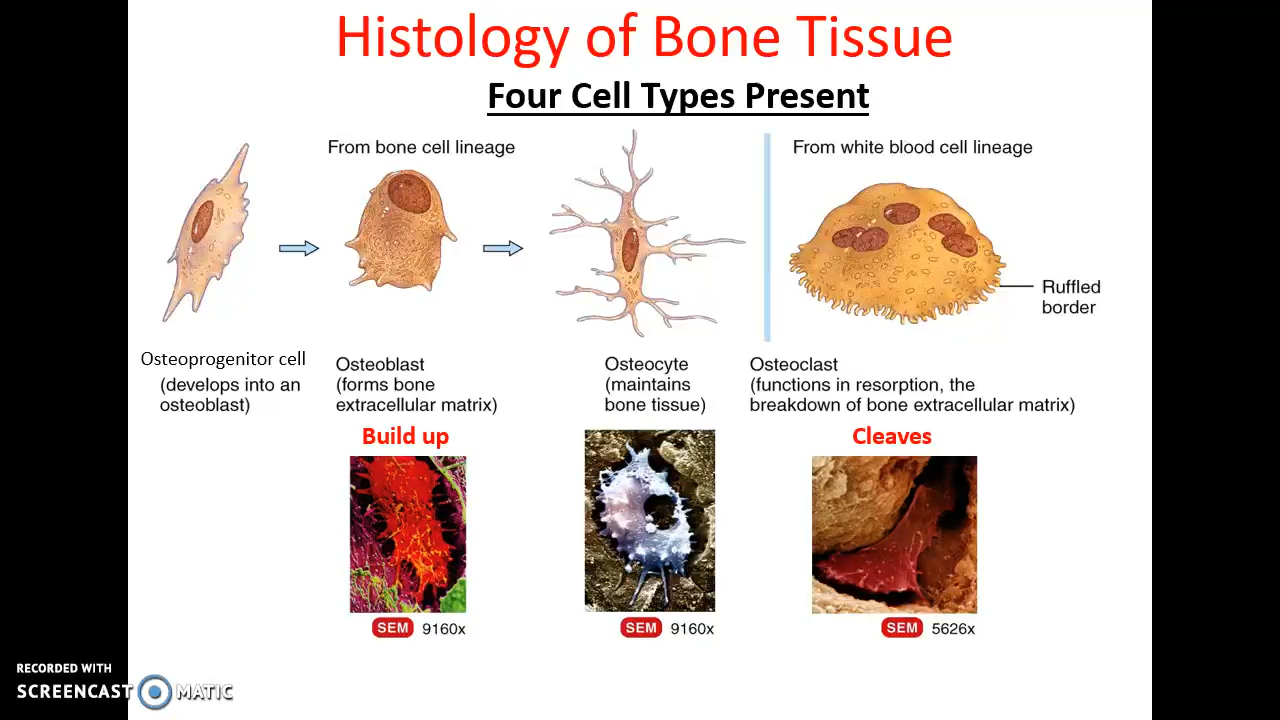 Histology of Bone Tissue
Four Cell Types Present
From bone cell lineage
From white blood cell lineage
Ruffled
border
Osteoprogenitor cell
(develops into an
osteoblast)
Osteoblast
(forms bone
extracellular matrix)
Osteocyte
(maintains
bone tissue)
Osteoclast
(functions in resorption, the
breakdown of bone extracellular matrix)
Build up
Cleaves
SEM 9160x
SEM 9160x
SEM 5626x
RECORDED WITH
SCREENCAST MATIC